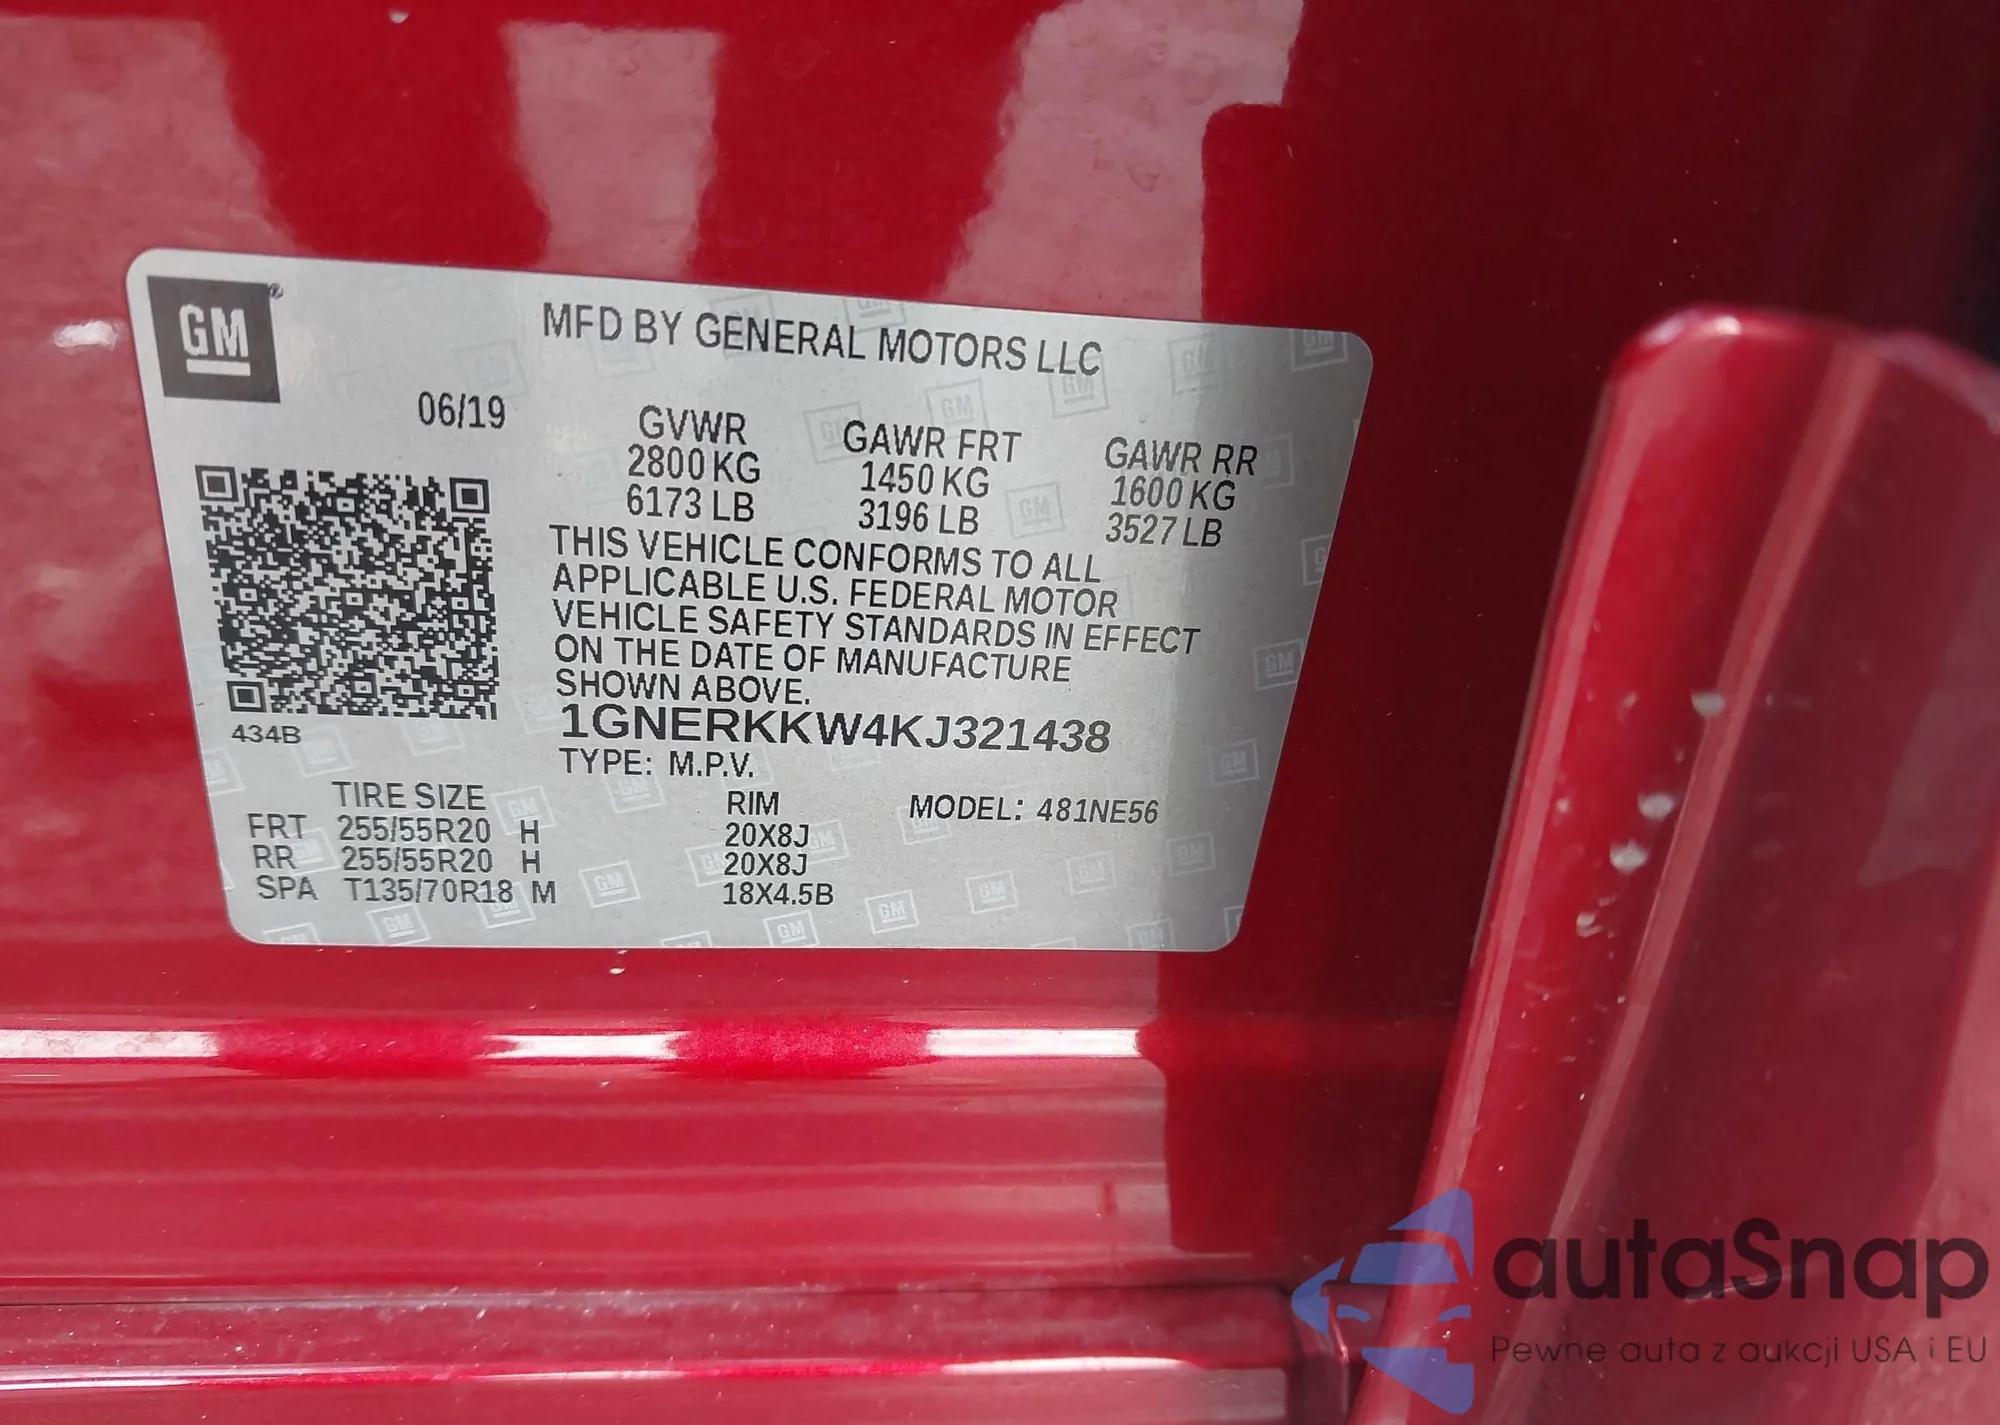 GM
MFD BY GENERAL MOTORS LLC
06/19
GVWR GAWR FRT GAWR RR
2800 KG 1450 KG 1600 KG
6173 LB 3196 LB 3527 LB
THIS VEHICLE CONFORMS TO ALL
APPLICABLE U.S. FEDERAL MOTOR
VEHICLE SAFETY STANDARDS IN EFFECT
ON THE DATE OF MANUFACTURE
SHOWN ABOVE.
434B
1GNERKKW4KJ321438
TYPE: M.P.V.
TIRE SIZE RIM MODEL: 481NE56
FRT 255/55R20 H 20X8J
RR 255/55R20 H 20X8J
SPA T135/70R18 M 18X4.5B
autaSnap
Pewne auta z aukcji USA i EU